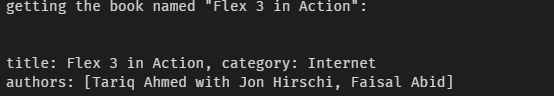 getting the book named "Flex 3 in Action":
title: Flex 3 in Action, category: Internet
authors: [Tariq Ahmed with Jon Hirschi, Faisal Abid]